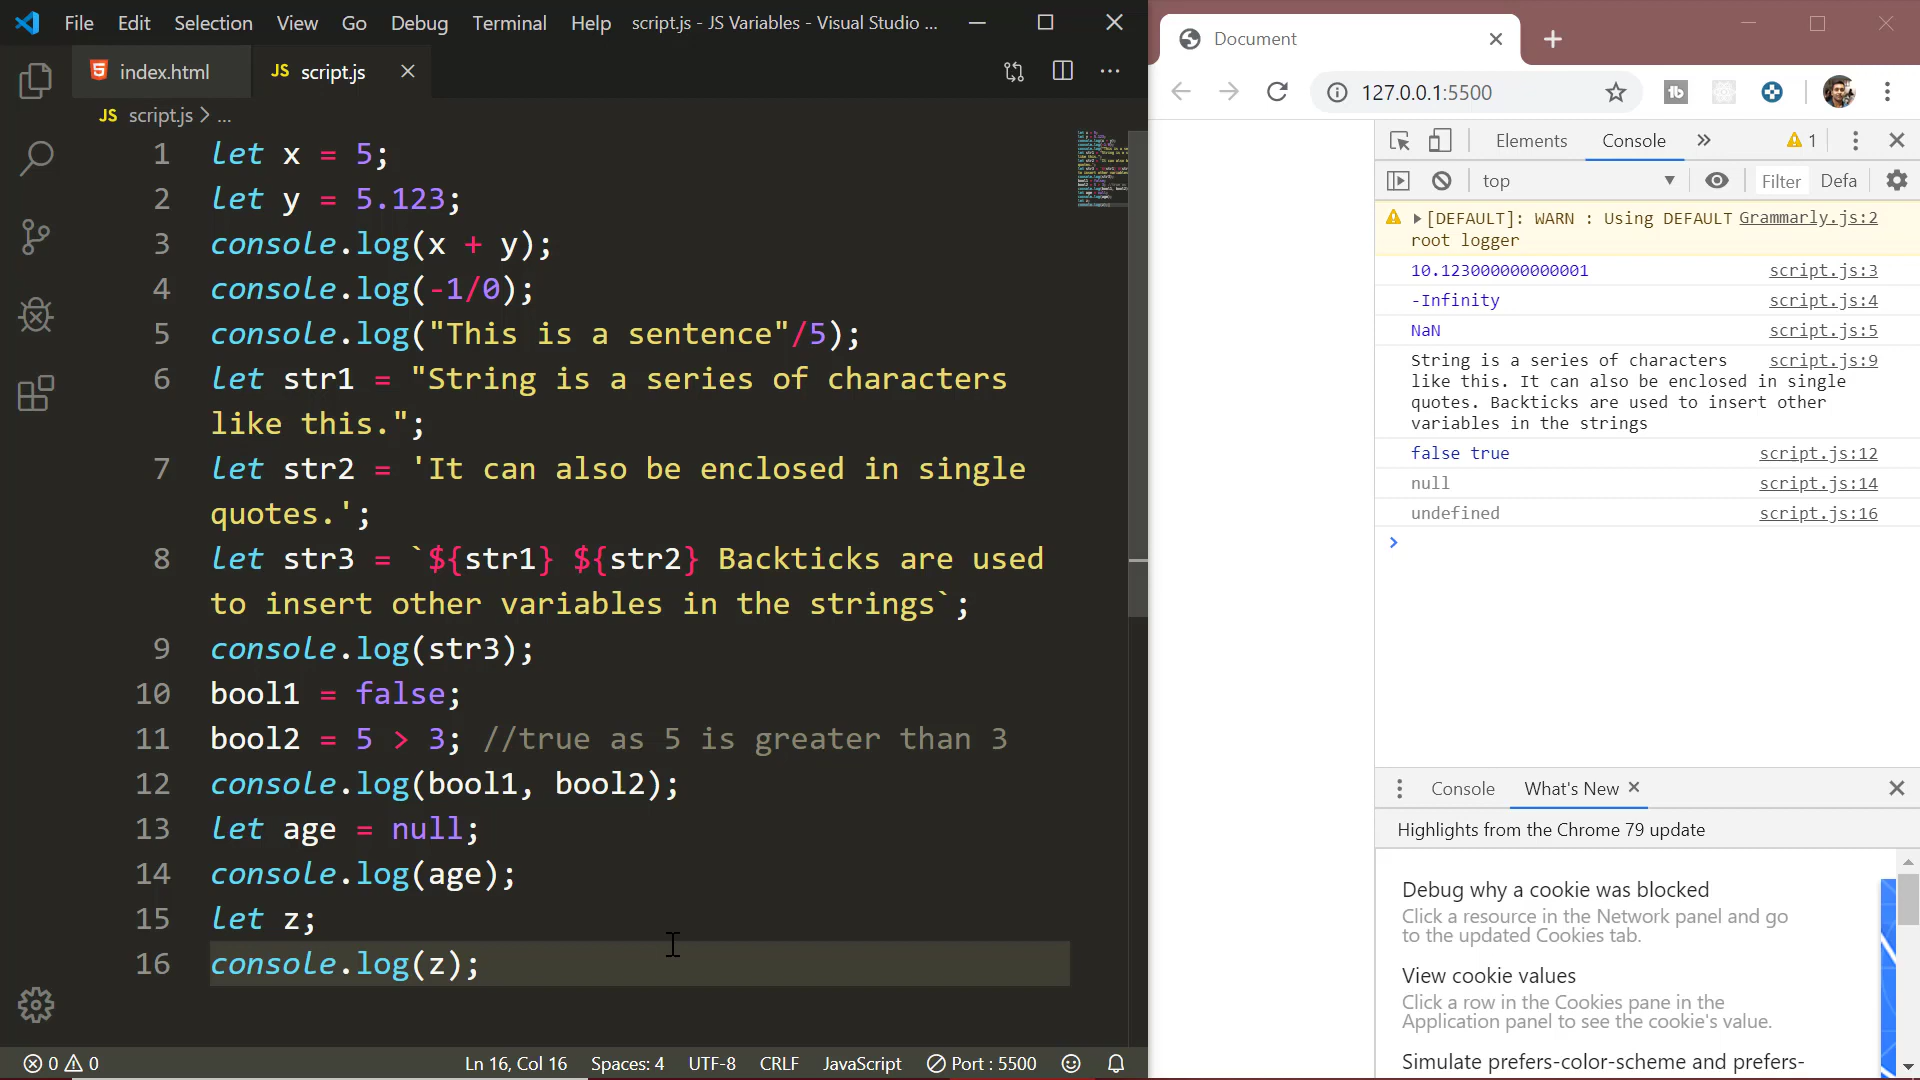 File Edit Selection View Go Debug Terminal Help script.js - JS Variables - Visual Studio ...
index.html
JS script.js
JS script.js > ...
1 let x = 5;
2 let y = 5.123;
3 console.log(x + y);
4 console.log(-1/0);
5 console.log("This is a sentence"/5);
6 let str1 = "String is a series of characters
like this.";
7 let str2 = 'It can also be enclosed in single
quotes.';
8 let str3 = `${str1} ${str2} Backticks are used
to insert other variables in the strings`;
9 console.log(str3);
10 bool1 = false;
11 bool2 = 5 > 3; //true as 5 is greater than 3
12 console.log(bool1, bool2);
13 let age = null;
14 console.log(age);
15 let z;
16 console.log(z);
0 0 Ln 16, Col 16 Spaces: 4 UTF-8 CRLF JavaScript Port : 5500
Document
127.0.0.1:5500
Elements Console » 1
top Filter Defa
[DEFAULT]: WARN : Using DEFAULT Grammarly.js:2
root logger
10.123000000000001 script.js:3
-Infinity script.js:4
NaN script.js:5
String is a series of characters script.js:9
like this. It can also be enclosed in single
quotes. Backticks are used to insert other
variables in the strings
false true script.js:12
null script.js:14
undefined script.js:16
Console What's New
Highlights from the Chrome 79 update
Debug why a cookie was blocked
Click a resource in the Network panel and go
to the updated Cookies tab.
View cookie values
Click a row in the Cookies pane in the
Application panel to see the cookie's value.
Simulate prefers-color-scheme and prefers-